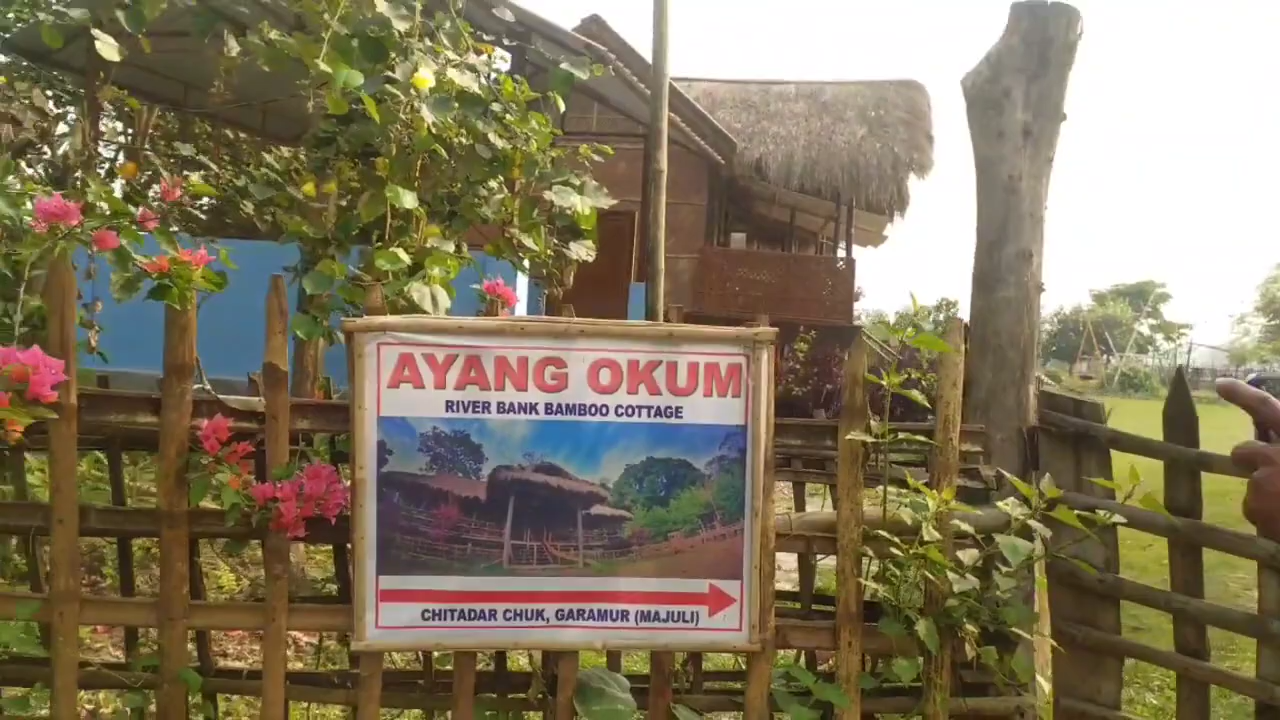 AYANG OKUM
RIVER BANK BAMBOO COTTAGE
CHITADAR CHUK, GARAMUR (MAJULI)